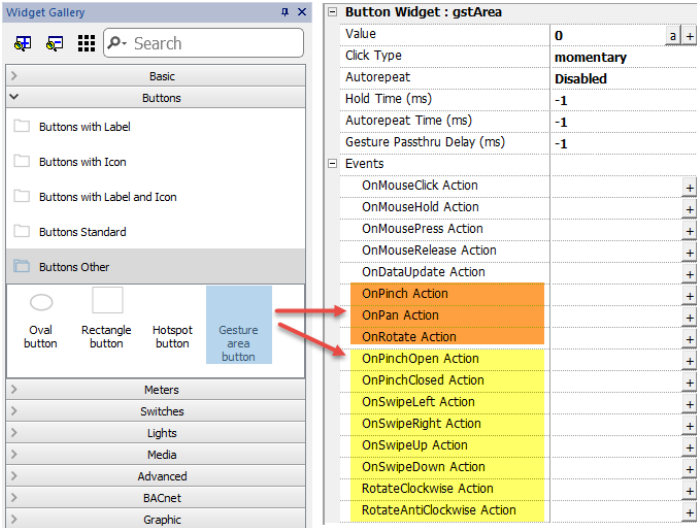 Widget Gallery
Search
Basic
Buttons
Buttons with Label
Buttons with Icon
Buttons with Label and Icon
Buttons Standard
Buttons Other
Oval button
Rectangle button
Hotspot button
Gesture area button
Meters
Switches
Lights
Media
Advanced
BACnet
Graphic
Button Widget : gstArea
Value 0 a +
Click Type momentary
Autorepeat Disabled
Hold Time (ms) -1
Autorepeat Time (ms) -1
Gesture Passthru Delay (ms) -1
Events
OnMouseClick Action +
OnMouseHold Action +
OnMousePress Action +
OnMouseRelease Action +
OnDataUpdate Action +
OnPinch Action +
OnPan Action +
OnRotate Action +
OnPinchOpen Action +
OnPinchClosed Action +
OnSwipeLeft Action +
OnSwipeRight Action +
OnSwipeUp Action +
OnSwipeDown Action +
RotateClockwise Action +
RotateAntiClockwise Action +